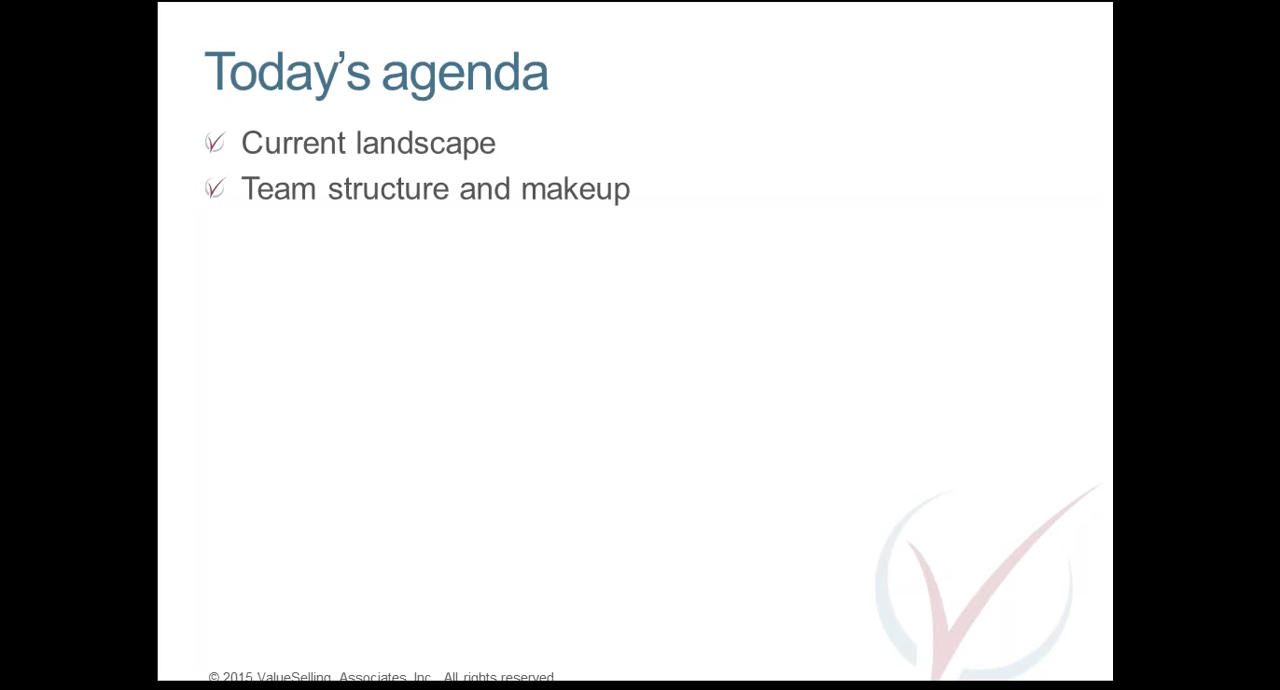 Today’s agenda
Current landscape
Team structure and makeup
© 2015 ValueSelling Associates, Inc. All rights reserved